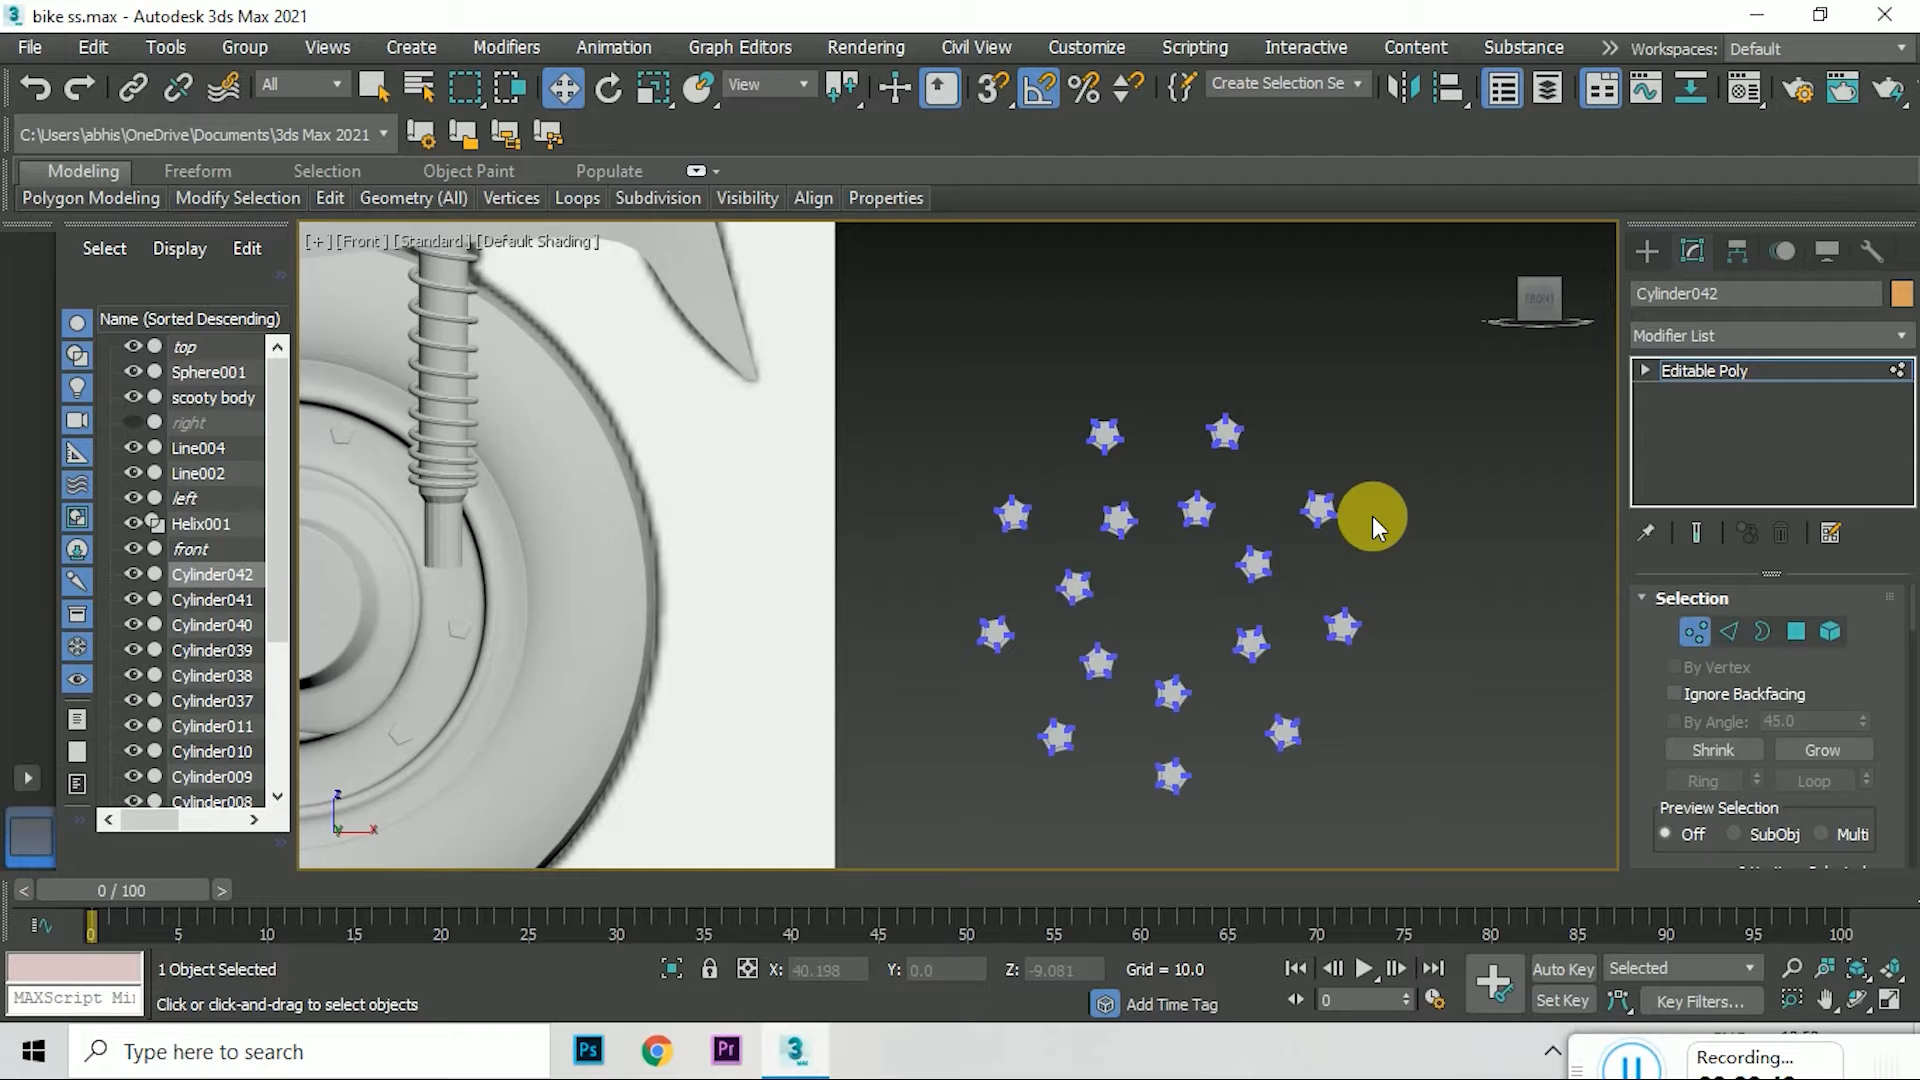 bike ss.max - Autodesk 3ds Max 2021
File Edit Tools Group Views Create Modifiers Animation Graph Editors Rendering Civil View Customize Scripting Interactive Content Substance Workspaces: Default
All View Create Selection Se
C:\Users\abhis\OneDrive\Documents\3ds Max 2021
Modeling Freeform Selection Object Paint Populate
Polygon Modeling Modify Selection Edit Geometry (All) Vertices Loops Subdivision Visibility Align Properties
Select Display Edit
[+] [Front] [Standard] [Default Shading]
FRONT
Name (Sorted Descending)
top
Sphere001
scooty body
right
Line004
Line002
left
Helix001
front
Cylinder042
Cylinder041
Cylinder040
Cylinder039
Cylinder038
Cylinder037
Cylinder011
Cylinder010
Cylinder009
Cylinder008
z
y x
Cylinder042
Modifier List
Editable Poly
Selection
By Vertex
Ignore Backfacing
By Angle: 45.0
Shrink Grow
Ring Loop
Preview Selection
Off SubObj Multi
< 0 / 100 >
0 5 10 15 20 25 30 35 40 45 50 55 60 65 70 75 80 85 90 95 100
1 Object Selected X: 40.198 Y: 0.0 Z: -9.081 Grid = 10.0 Auto Key Selected
MAXScript Mi Click or click-and-drag to select objects Add Time Tag 0 Set Key Key Filters...
Type here to search Ps Pr 3 MAX
Recording...